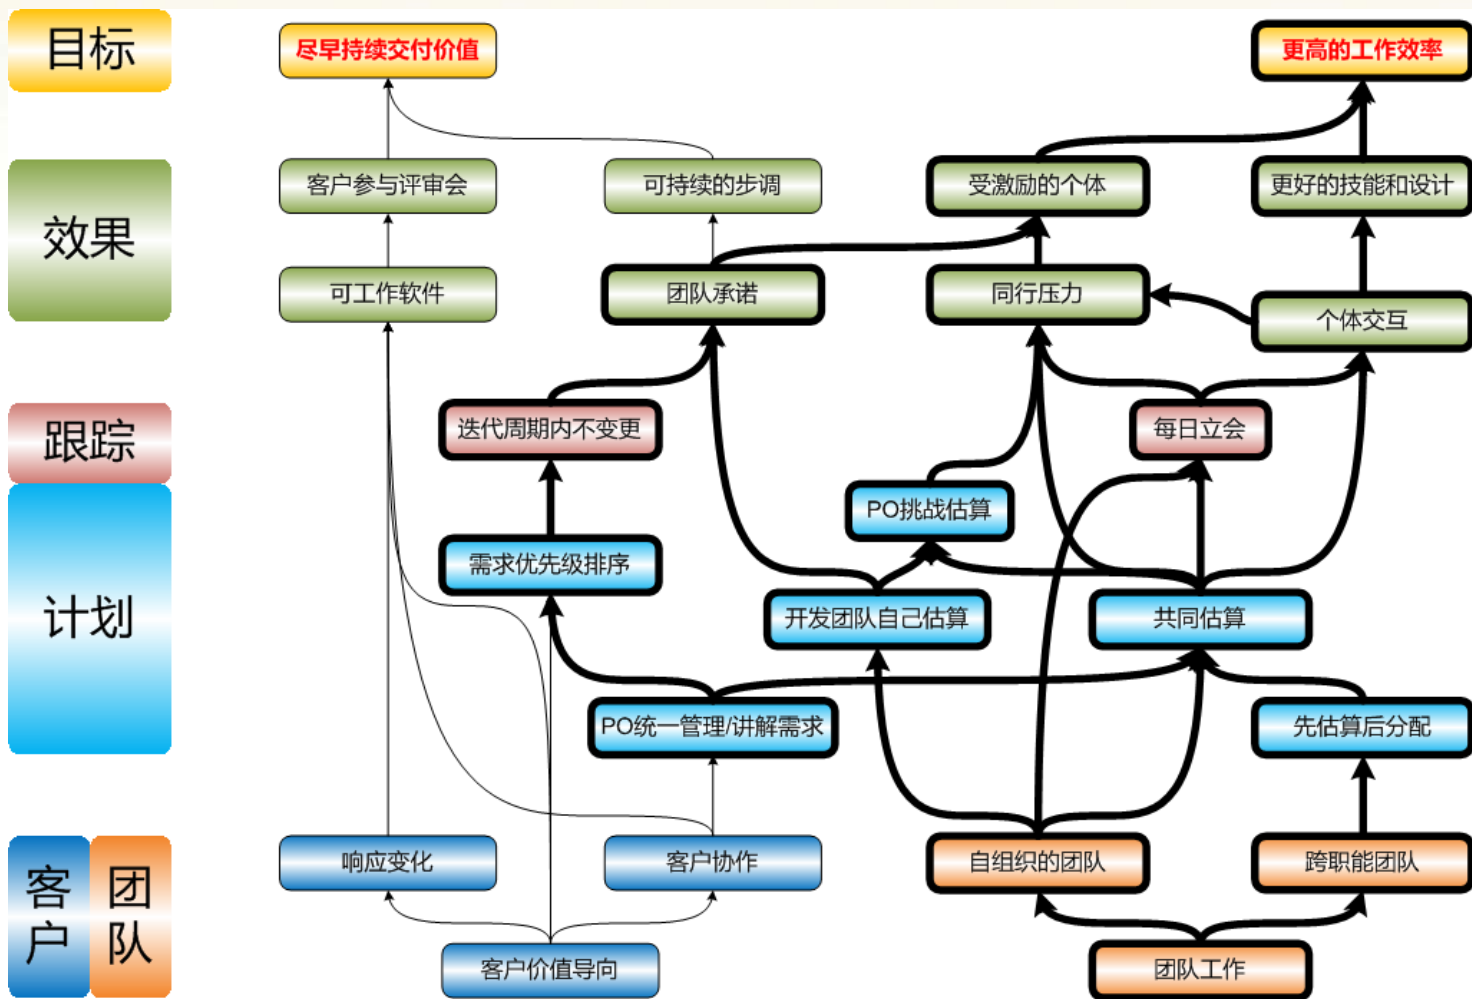 目标
尽早持续交付价值
更高的工作效率
效果
客户参与评审会
可持续的步调
受激励的个体
更好的技能和设计
可工作软件
团队承诺
同行压力
个体交互
跟踪
迭代周期内不变更
每日立会
计划
PO挑战估算
需求优先级排序
开发团队自己估算
共同估算
PO统一管理/讲解需求
先估算后分配
客户
团队
响应变化
客户协作
自组织的团队
跨职能团队
客户价值导向
团队工作